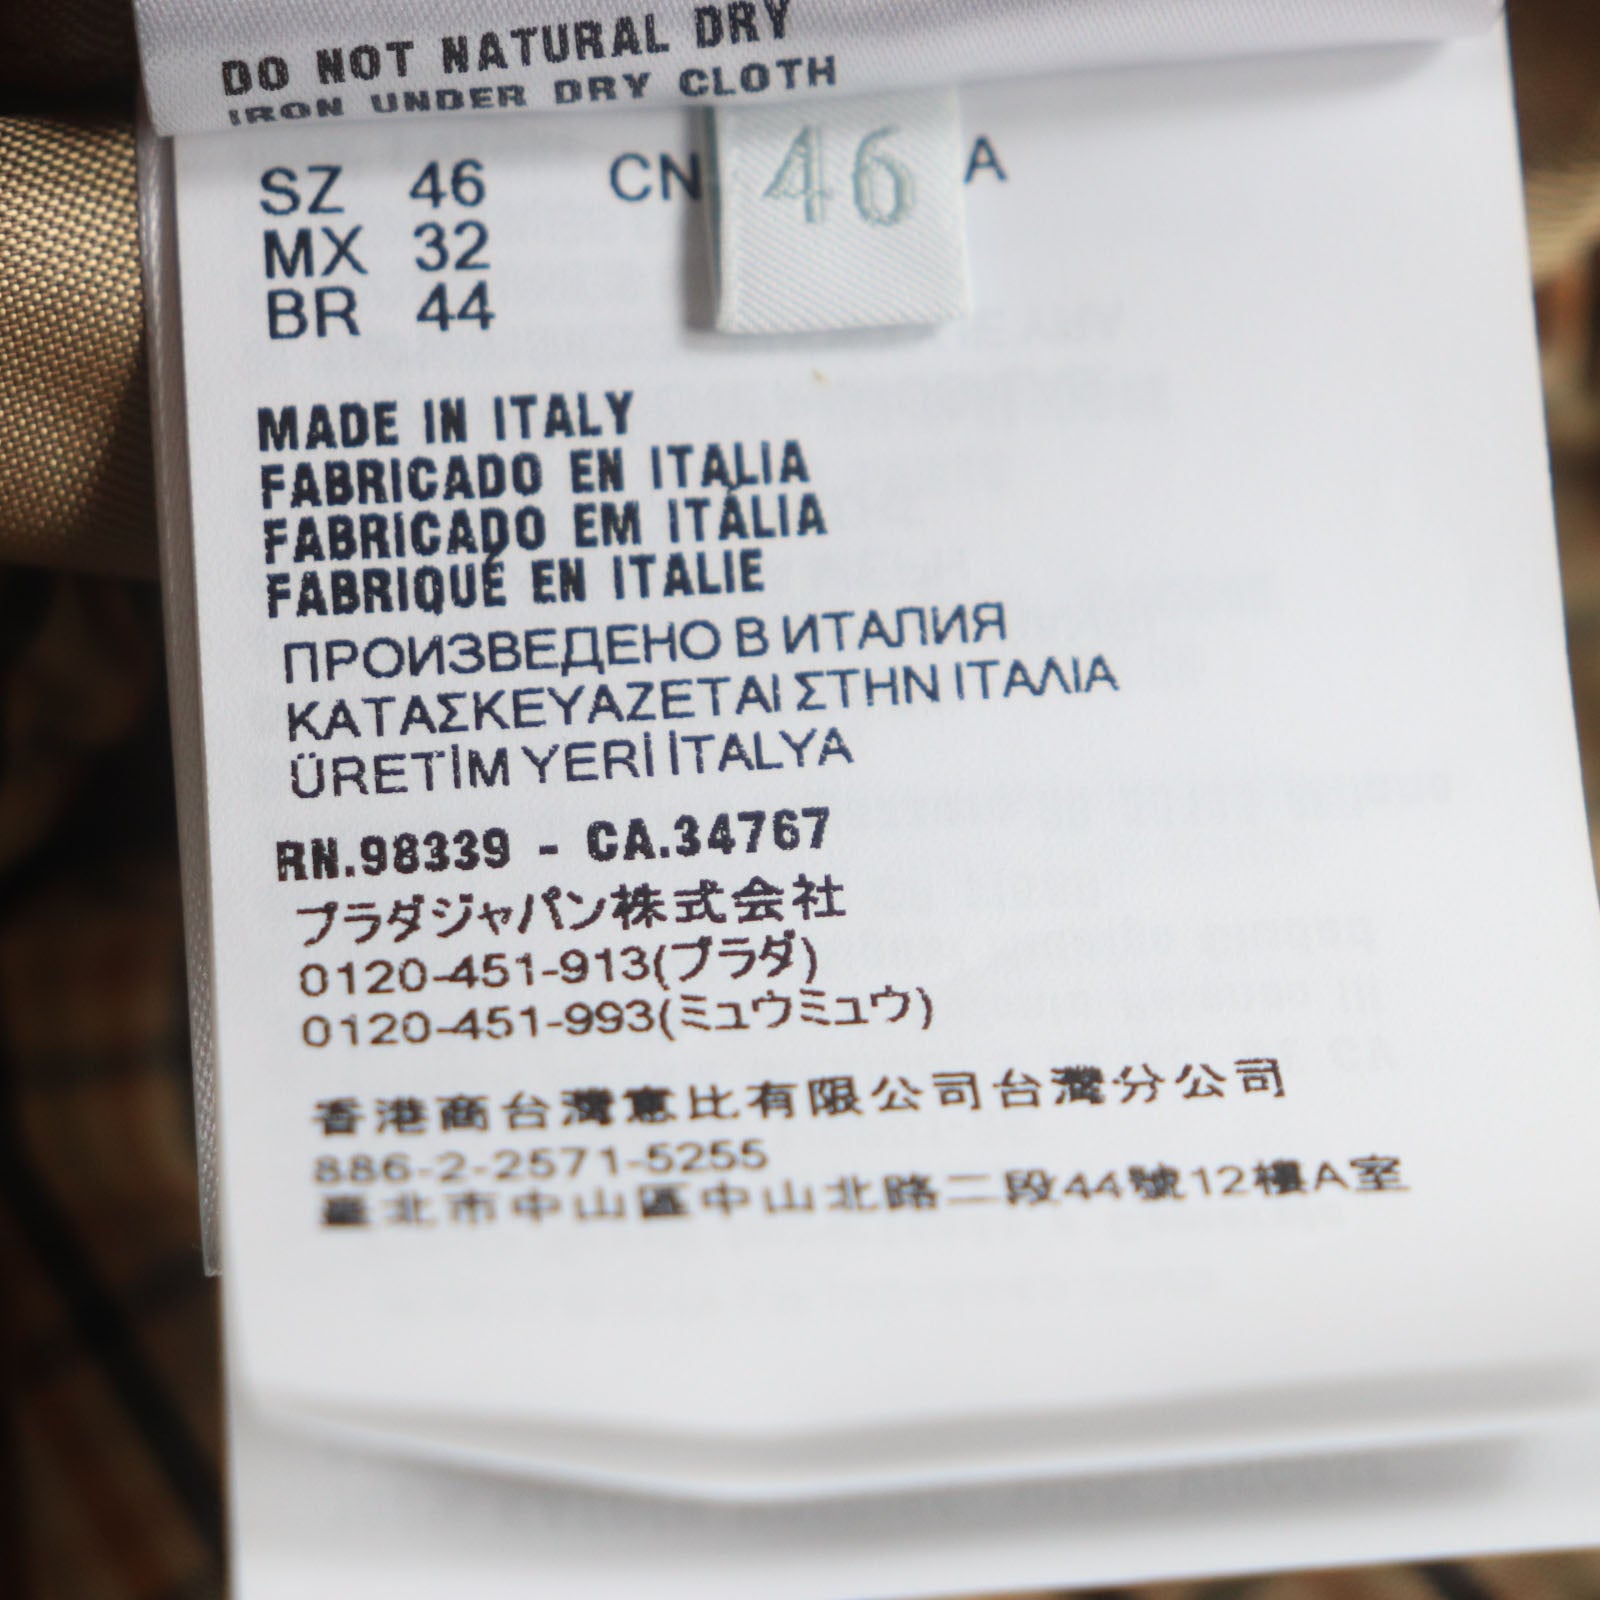 DO NOT NATURAL DRY
IRON UNDER DRY CLOTH
SZ 46 CN 46 A
MX 32
BR 44
MADE IN ITALY
FABRICADO EN ITALIA
FABRICADO EM ITÁLIA
FABRIQUÉ EN ITALIE
ПРОИЗВЕДЕНО В ИТАЛИЯ
ΚΑΤΑΣΚΕΥΑΖΕΤΑΙ ΣΤΗΝ ΙΤΑΛΙΑ
ÜRETİM YERİ İTALYA
RN.98339 - CA.34767
プラダジャパン株式会社
0120-451-913(プラダ)
0120-451-993(ミュウミュウ)
香港商台灣憲比有限公司台灣分公司
886-2-2571-5255
臺北市中山區中山北路二段44號12樓A室